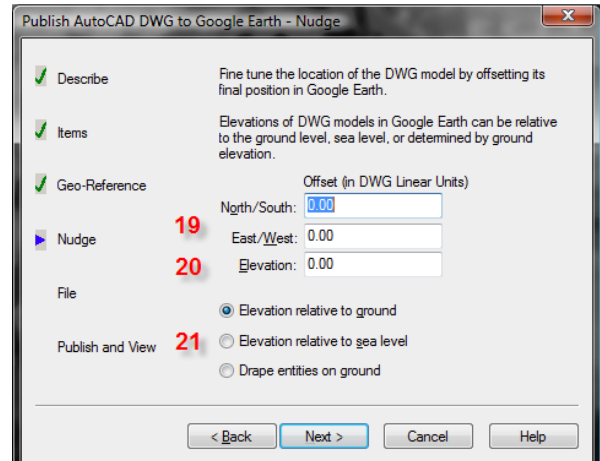 Publish AutoCAD DWG to Google Earth - Nudge
X
Describe
Items
Geo-Reference
Nudge
File
Publish and View
Fine tune the location of the DWG model by offsetting its
final position in Google Earth.
Elevations of DWG models in Google Earth can be relative
to the ground level, sea level, or determined by ground
elevation.
Offset (in DWG Linear Units)
North/South: 0.00
19
East/West: 0.00
20
Elevation: 0.00
Elevation relative to ground
21
Elevation relative to sea level
Drape entities on ground
< Back Next > Cancel Help